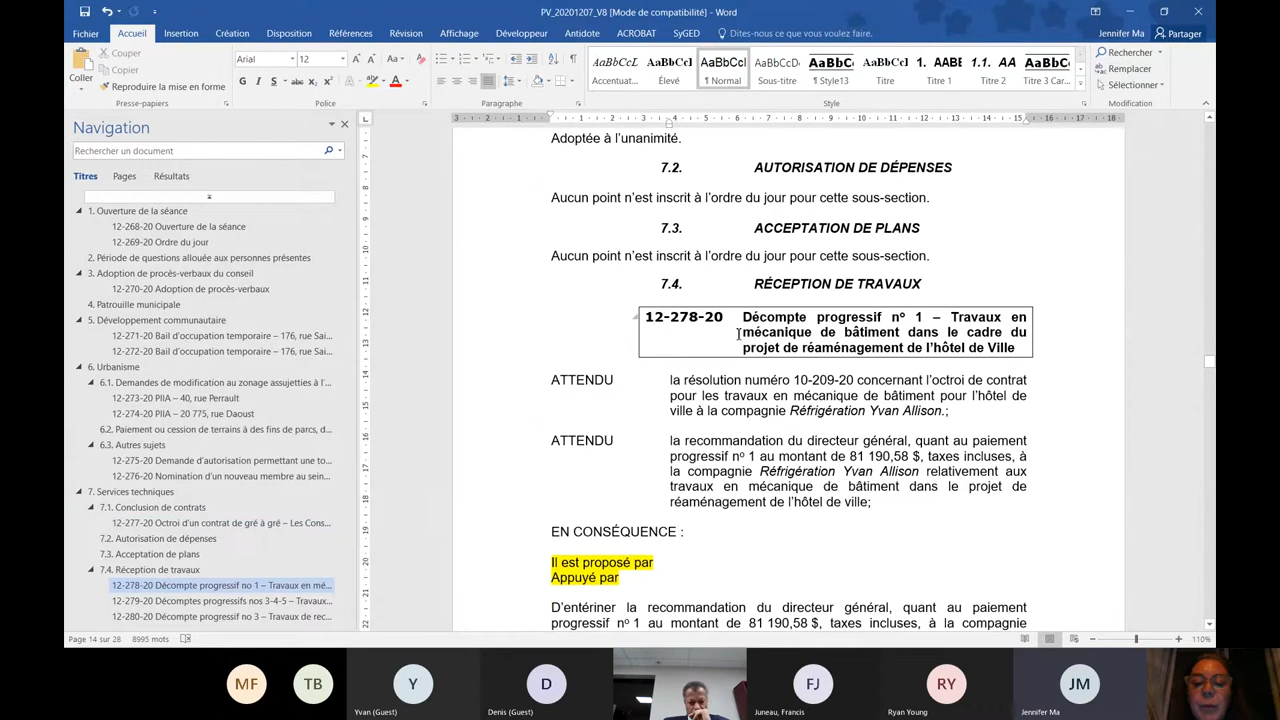 PV_20201207_V8 [Mode de compatibilité] - Word
Fichier Accueil Insertion Création Disposition Références Révision Affichage Développeur Antidote ACROBAT SyGED Dites-nous ce que vous voulez faire. Jennifer Ma Partager
Coller
Couper
Copier
Reproduire la mise en forme
Presse-papiers
Arial 12
Police
Paragraphe
AaBbCcL AaBbCcl AaBbCcI AaBbCcD AaBbCc AaBbCcl 1. AABE 1.1. AA AaBbCc
Accentuat... Élevé ¶ Normal Sous-titre ¶ Style13 Titre Titre 1 Titre 2 Titre 3 Car...
Style
Rechercher
Remplacer
Sélectionner
Modification
Navigation
Rechercher un document
Titres Pages Résultats
1. Ouverture de la séance
12-268-20 Ouverture de la séance
12-269-20 Ordre du jour
2. Période de questions allouée aux personnes présentes
3. Adoption de procès-verbaux du conseil
12-270-20 Adoption de procès-verbaux
4. Patrouille municipale
5. Développement communautaire
12-271-20 Bail d'occupation temporaire – 176, rue Sai...
12-272-20 Bail d'occupation temporaire – 176, rue Sai...
6. Urbanisme
6.1. Demandes de modification au zonage assujetties à l'...
12-273-20 PIIA – 40, rue Perrault
12-274-20 PIIA – 20 775, rue Daoust
6.2. Paiement ou cession de terrains à des fins de parcs, d...
6.3. Autres sujets
12-275-20 Demande d'autorisation permettant une to...
12-276-20 Nomination d'un nouveau membre au sein...
7. Services techniques
7.1. Conclusion de contrats
12-277-20 Octroi d'un contrat de gré à gré – Les Cons...
7.2. Autorisation de dépenses
7.3. Acceptation de plans
7.4. Réception de travaux
12-278-20 Décompte progressif no 1 – Travaux en mé...
12-279-20 Décomptes progressifs nos 3-4-5 – Travaux...
12-280-20 Décompte progressif no 3 – Travaux de rec...
Adoptée à l'unanimité.
7.2. AUTORISATION DE DÉPENSES
Aucun point n'est inscrit à l'ordre du jour pour cette sous-section.
7.3. ACCEPTATION DE PLANS
Aucun point n'est inscrit à l'ordre du jour pour cette sous-section.
7.4. RÉCEPTION DE TRAVAUX
12-278-20 Décompte progressif nº 1 – Travaux en
mécanique de bâtiment dans le cadre du
projet de réaménagement de l'hôtel de Ville
ATTENDU la résolution numéro 10-209-20 concernant l'octroi de contrat
pour les travaux en mécanique de bâtiment pour l'hôtel de
ville à la compagnie Réfrigération Yvan Allison.;
ATTENDU la recommandation du directeur général, quant au paiement
progressif nº 1 au montant de 81 190,58 $, taxes incluses, à
la compagnie Réfrigération Yvan Allison relativement aux
travaux en mécanique de bâtiment dans le projet de
réaménagement de l'hôtel de ville;
EN CONSÉQUENCE :
Il est proposé par
Appuyé par
D'entériner la recommandation du directeur général, quant au paiement
progressif nº 1 au montant de 81 190,58 $, taxes incluses, à la compagnie
Page 14 sur 28 8995 mots 110%
MF TB Y D FJ RY JM
Yvan (Guest) Denis (Guest) Juneau, Francis Ryan Young Jennifer Ma